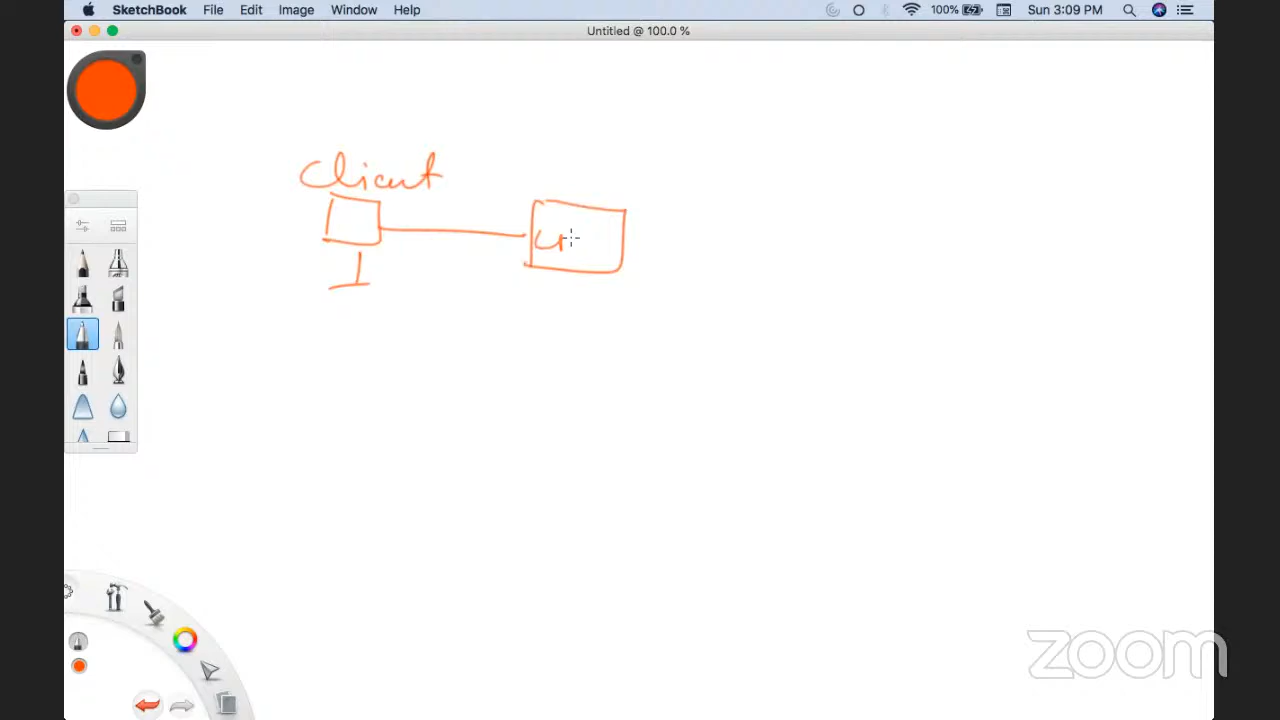 SketchBook File Edit Image Window Help 100% Sun 3:09 PM
Untitled @ 100.0 %
Client
zoom